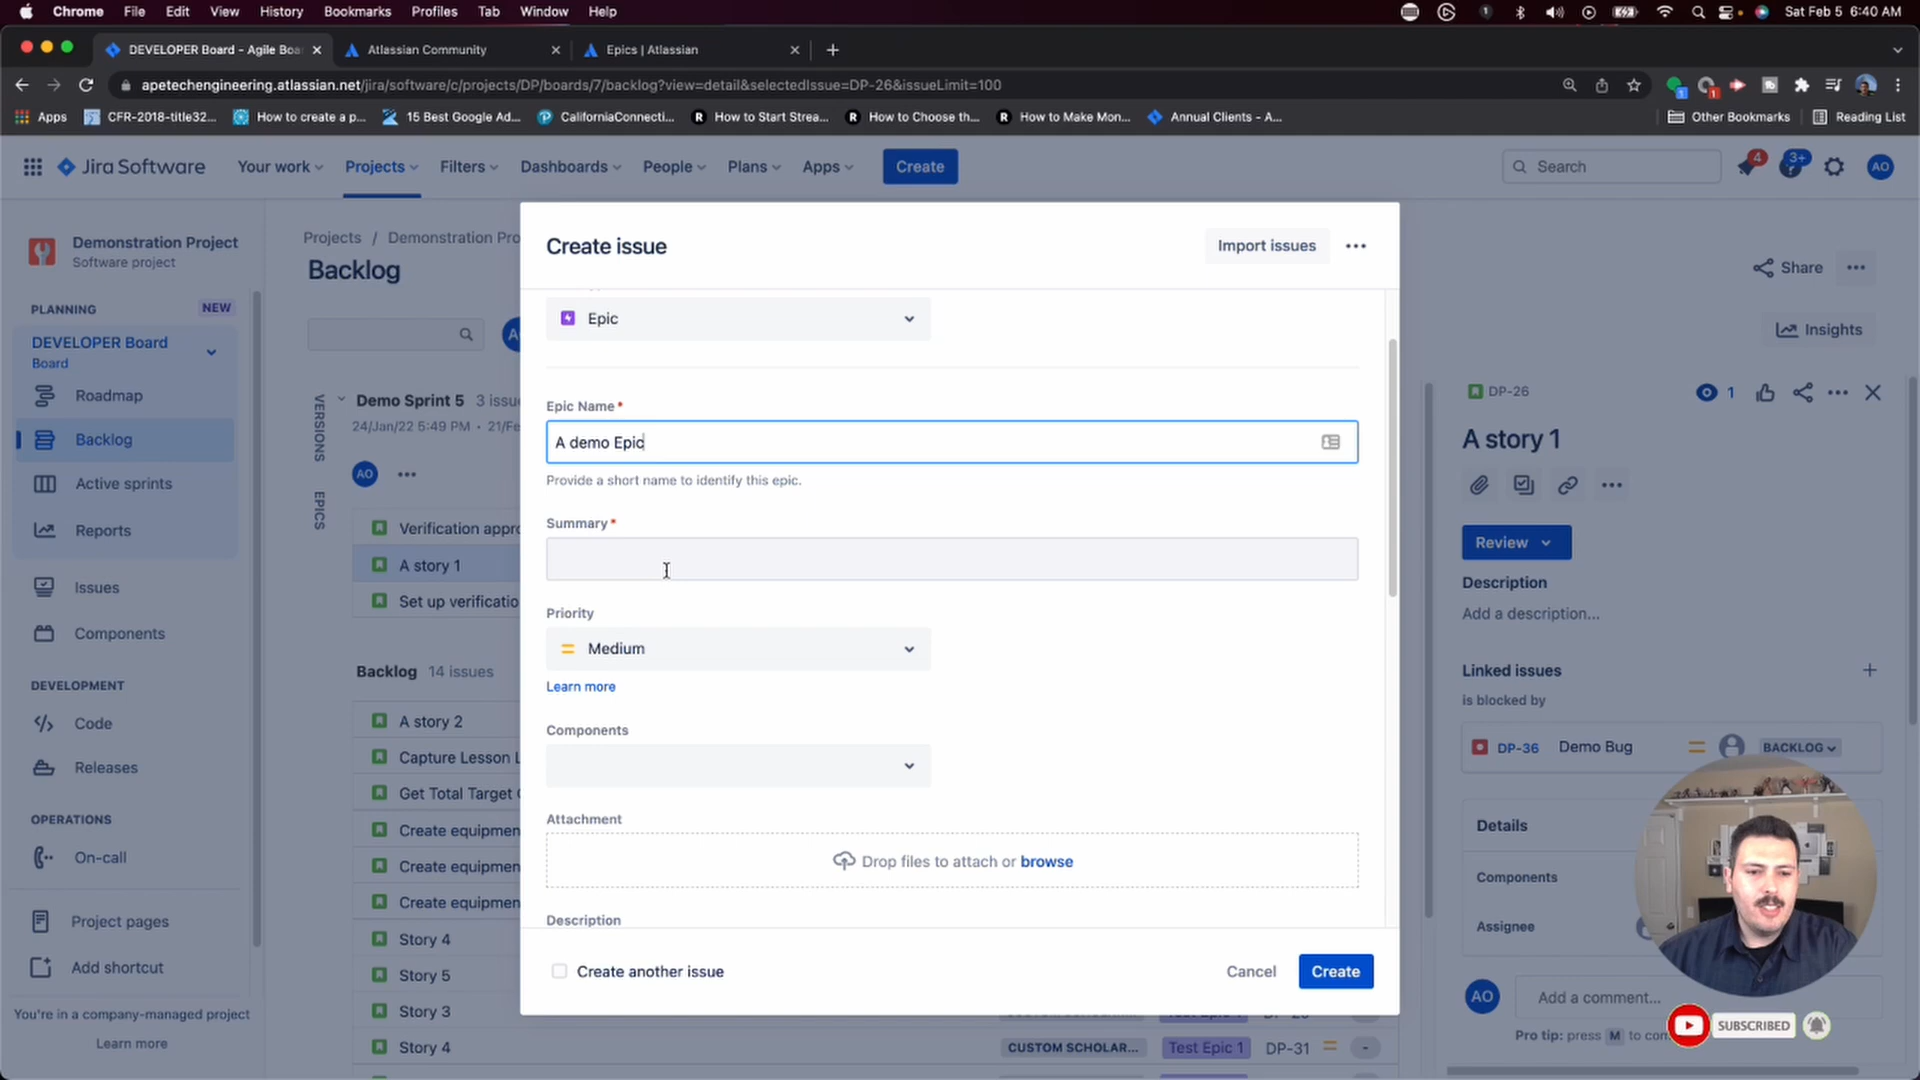 Chrome File Edit View History Bookmarks Profiles Tab Window Help
Sat Feb 5 6:40 AM
DEVELOPER Board - Agile Boa
Atlassian Community
Epics | Atlassian
apetechengineering.atlassian.net/jira/software/c/projects/DP/boards/7/backlog?view=detail&selectedIssue=DP-26&issueLimit=100
Apps CFR-2018-title32... How to create a p... 15 Best Google Ad... CaliforniaConnecti... How to Start Strea... How to Choose th... How to Make Mon... Annual Clients - A... Other Bookmarks Reading List
Jira Software Your work Projects Filters Dashboards People Plans Apps Create Search 4 3+ AO
Demonstration Project
Software project
PLANNING NEW
DEVELOPER Board
Board
Roadmap
Backlog
Active sprints
Reports
Issues
Components
DEVELOPMENT
Code
Releases
OPERATIONS
On-call
Project pages
Add shortcut
You're in a company-managed project
Learn more
Projects / Demonstration Pro
Backlog
VERSIONS
EPICS
Demo Sprint 5 3 issue
24/Jan/22 5:49 PM • 21/Fe
AO
Verification appro
A story 1
Set up verificatio
Backlog 14 issues
A story 2
Capture Lesson L
Get Total Target
Create equipmen
Create equipmen
Create equipmen
Story 4
Story 5
Story 3
Story 4
CUSTOM SCHOLAR... Test Epic 1 DP-31 -
Create issue
Import issues
Epic
Epic Name *
A demo Epic
Provide a short name to identify this epic.
Summary *
Priority
Medium
Learn more
Components
Attachment
Drop files to attach or browse
Description
Create another issue
Cancel
Create
Share
Insights
DP-26
1
A story 1
Review
Description
Add a description...
Linked issues
is blocked by
DP-36 Demo Bug BACKLOG
Details
Components
Assignee
AO
Add a comment...
Pro tip: press M to com
SUBSCRIBED